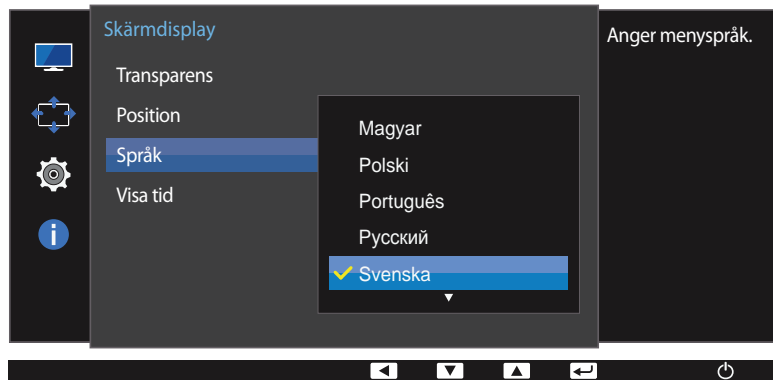 Skärmdisplay
Anger menyspråk.
Transparens
Position
Språk
Visa tid
Magyar
Polski
Português
Русский
Svenska